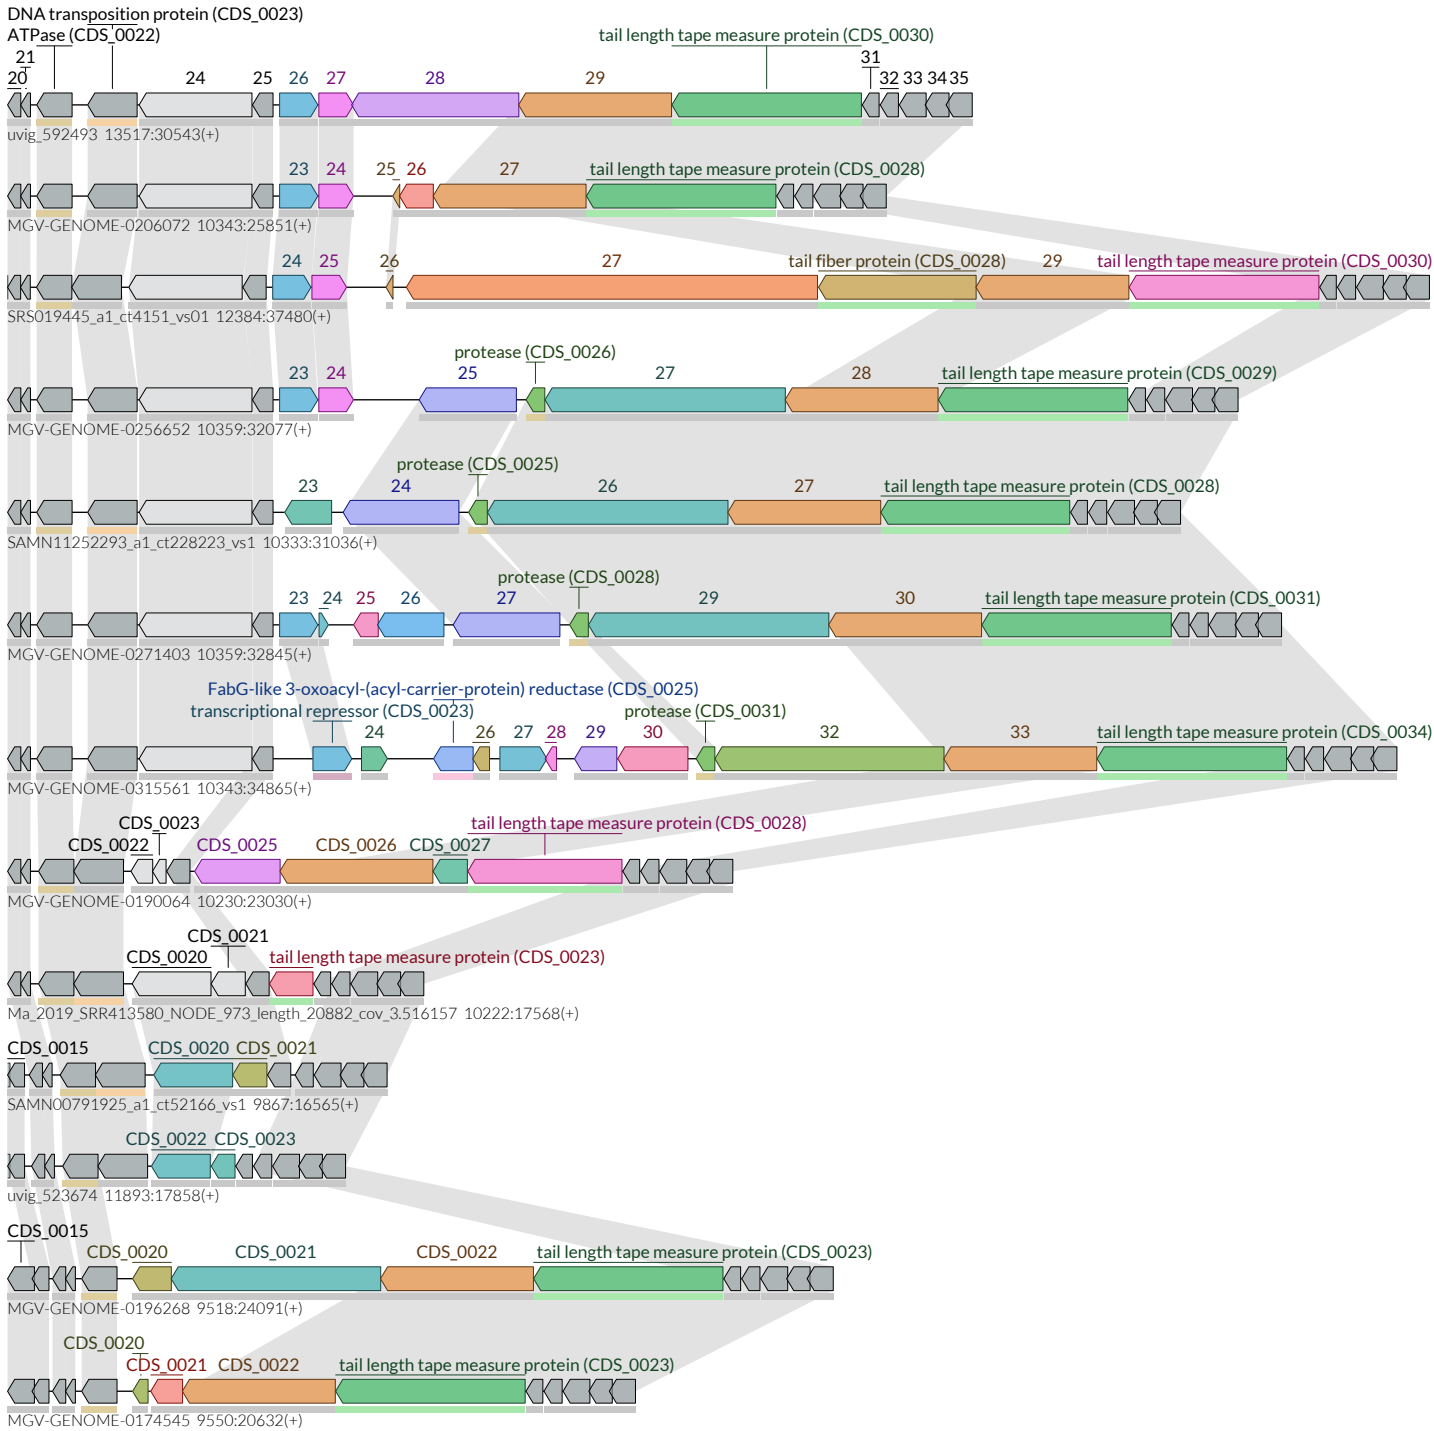 DNA transposition protein (CDS_0023)
ATPase (CDS_0022) tail length tape measure protein (CDS_0030)
21 31
20 24 25 26 27 28 29 32 33 34 35
uvig_592493 13517:30543(+)
23 24 25 26 27 tail length tape measure protein (CDS_0028)
MGV-GENOME-0206072 10343:25851(+)
24 25 26 27 tail fiber protein (CDS_0028) 29 tail length tape measure protein (CDS_0030)
SRS019445_a1_ct4151_vs01 12384:37480(+)
protease (CDS_0026)
23 24 25 27 28 tail length tape measure protein (CDS_0029)
MGV-GENOME-0256652 10359:32077(+)
protease (CDS_0025)
23 24 26 27 tail length tape measure protein (CDS_0028)
SAMN11252293_a1_ct228223_vs1 10333:31036(+)
protease (CDS_0028)
23 24 25 26 27 29 30 tail length tape measure protein (CDS_0031)
MGV-GENOME-0271403 10359:32845(+)
FabG-like 3-oxoacyl-(acyl-carrier-protein) reductase (CDS_0025)
transcriptional repressor (CDS_0023) protease (CDS_0031)
24 26 27 28 29 30 32 33 tail length tape measure protein (CDS_0034)
MGV-GENOME-0315561 10343:34865(+)
CDS_0023 tail length tape measure protein (CDS_0028)
CDS_0022 CDS_0025 CDS_0026 CDS_0027
MGV-GENOME-0190064 10230:23030(+)
CDS_0021
CDS_0020 tail length tape measure protein (CDS_0023)
Ma_2019_SRR413580_NODE_973_length_20882_cov_3.516157 10222:17568(+)
CDS_0015 CDS_0020 CDS_0021
SAMN00791925_a1_ct52166_vs1 9867:16565(+)
CDS_0022 CDS_0023
uvig_523674 11893:17858(+)
CDS_0015
CDS_0020 CDS_0021 CDS_0022 tail length tape measure protein (CDS_0023)
MGV-GENOME-0196268 9518:24091(+)
CDS_0020
CDS_0021 CDS_0022 tail length tape measure protein (CDS_0023)
MGV-GENOME-0174545 9550:20632(+)